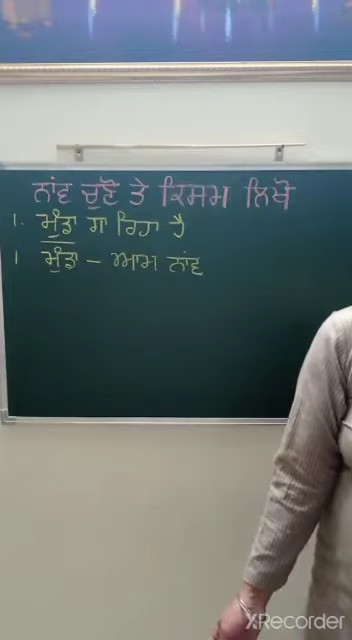 ਨਾਂਵ ਚੁਣੋ ਤੇ ਕਿਸਮ ਲਿਖੋ
1. ਮੁੰਡਾ ਗਾ ਰਿਹਾ ਹੈ
1 ਮੁੰਡਾ – ਆਮ ਨਾਂਵ
XRecorder